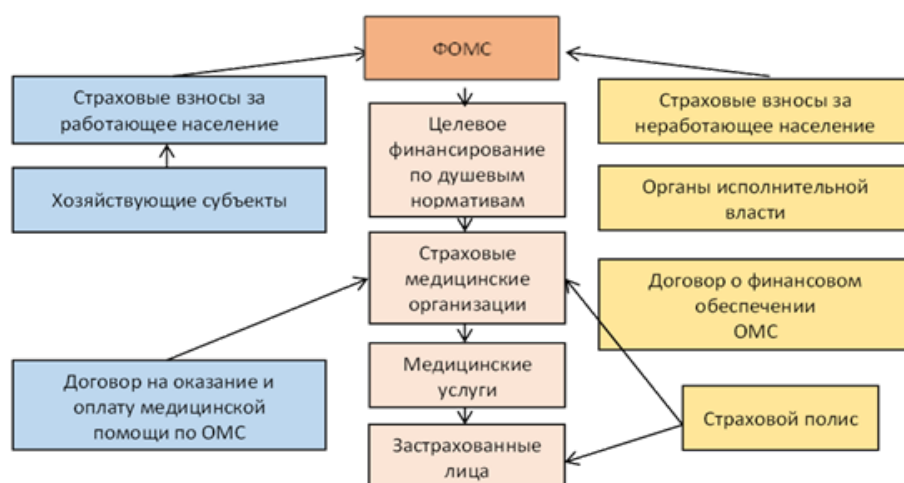 ФОМС
Страховые взносы за
работающее население
Хозяйствующие субъекты
Договор на оказание и
оплату медицинской
помощи по ОМС
Целевое
финансирование
по душевым
нормативам
Страховые
медицинские
организации
Медицинские
услуги
Застрахованные
лица
Страховые взносы за
неработающее население
Органы исполнительной
власти
Договор о финансовом
обеспечении
ОМС
Страховой полис